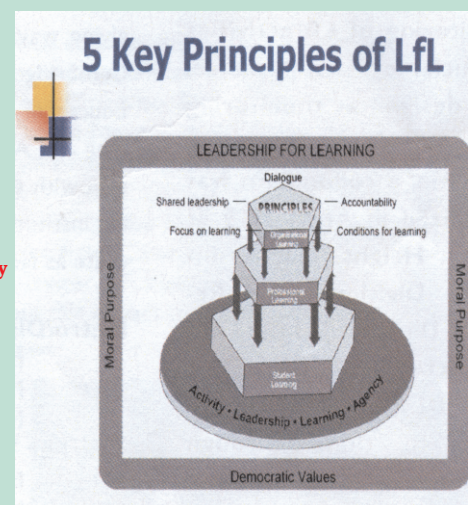 5 Key Principles of LfL
LEADERSHIP FOR LEARNING
Dialogue
Shared leadership
PRINCIPLES
Accountability
Focus on learning
Organisational
Learning
Conditions for learning
Professional
Learning
Student
Learning
Activity • Leadership • Learning • Agency
Moral Purpose
Moral Purpose
Democratic Values
y